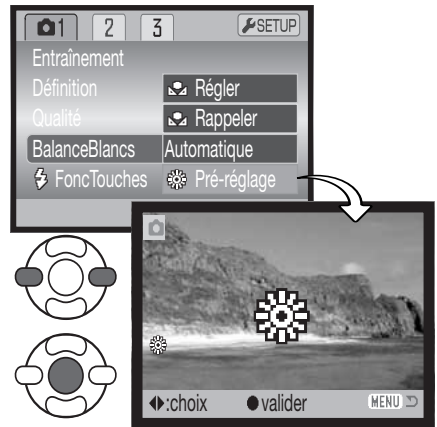 1 2 3 SETUP
Entraînement
Définition Régler
Qualité Rappeler
BalanceBlancs Automatique
FoncTouches Pré-réglage
:choix valider MENU